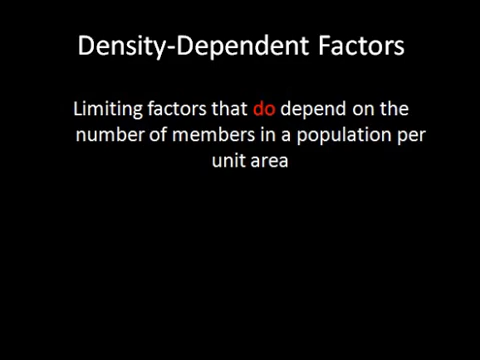 Density-Dependent Factors
Limiting factors that do depend on the
number of members in a population per
unit area